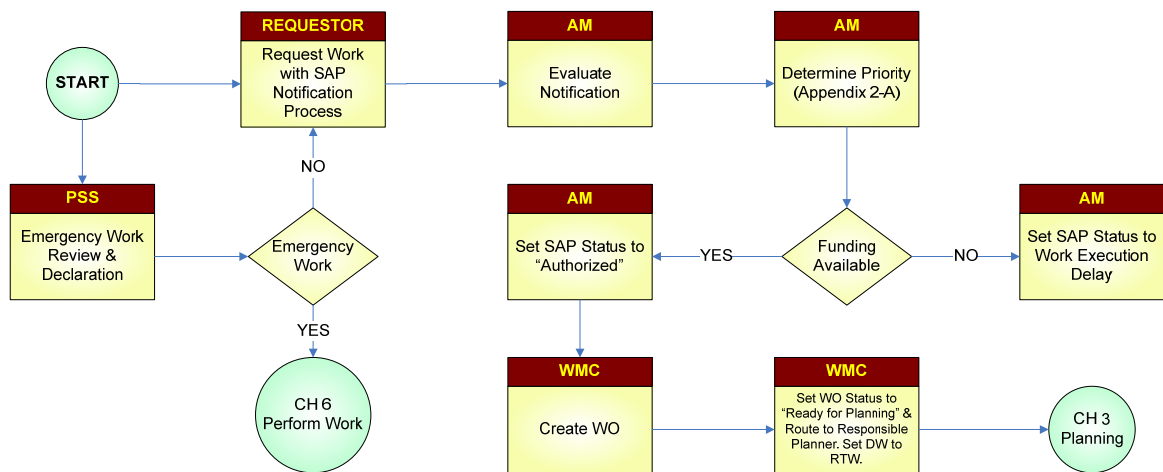 START
REQUESTOR
Request Work
with SAP
Notification
Process
AM
Evaluate
Notification
AM
Determine Priority
(Appendix 2-A)
NO
PSS
Emergency Work
Review &
Declaration
Emergency
Work
YES
CH 6
Perform Work
AM
Set SAP Status to
“Authorized”
YES
Funding
Available
NO
AM
Set SAP Status to
Work Execution
Delay
WMC
Create WO
WMC
Set WO Status to
“Ready for Planning” &
Route to Responsible
Planner. Set DW to
RTW.
CH 3
Planning